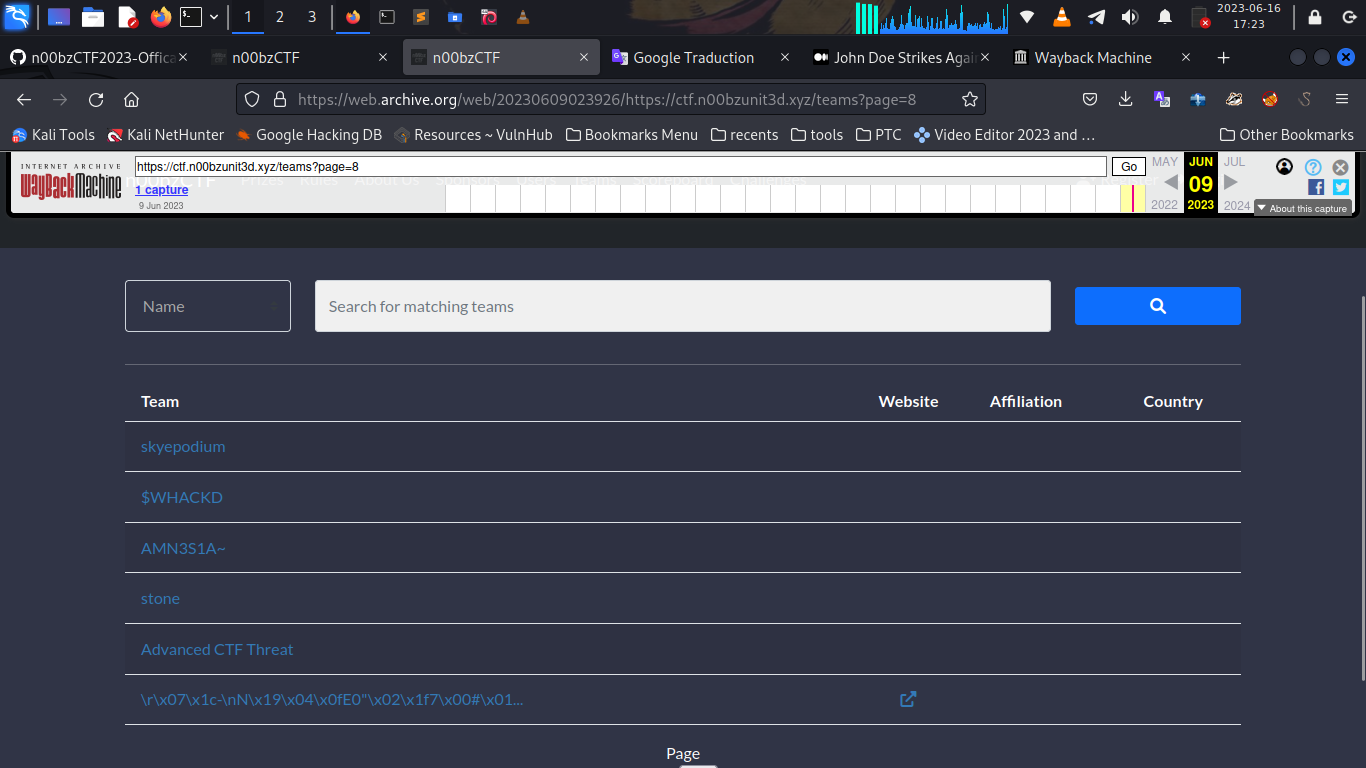 1 2 3 2023-06-16
17:23
n00bzCTF2023-Offica n00bzCTF n00bzCTF Google Traduction John Doe Strikes Agai Wayback Machine
https://web.archive.org/web/20230609023926/https://ctf.n00bzunit3d.xyz/teams?page=8
Kali Tools Kali NetHunter Google Hacking DB Resources ~ VulnHub Bookmarks Menu recents tools PTC Video Editor 2023 and … Other Bookmarks
INTERNET ARCHIVE https://ctf.n00bzunit3d.xyz/teams?page=8 Go MAY JUN JUL
WayBackMachine 1 capture 09
9 Jun 2023 2022 2023 2024 About this capture
Name Search for matching teams
Team Website Affiliation Country
skyepodium
$WHACKD
AMN3S1A~
stone
Advanced CTF Threat
\r\x07\x1c-\nN\x19\x04\x0fE0"\x02\x1f7\x00#\x01...
Page